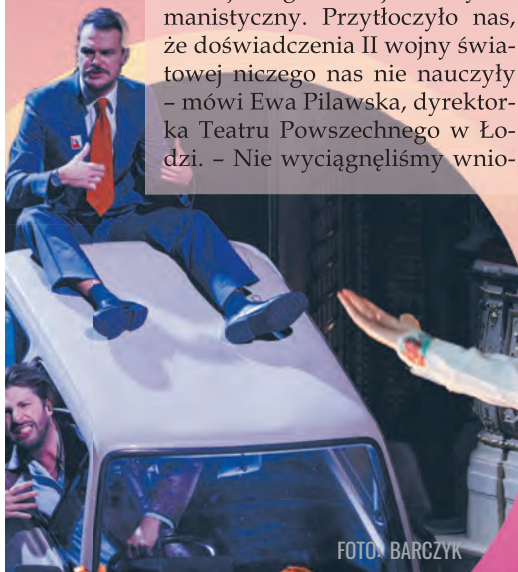 manistyczny. Przytłoczyło nas,
że doświadczenia II wojny świa-
towej niczego nas nie nauczyły
– mówi Ewa Pilawska, dyrektor-
ka Teatru Powszechnego w Ło-
dzi. – Nie wyciągnęliśmy wnio-
FOTO: BARCZYK